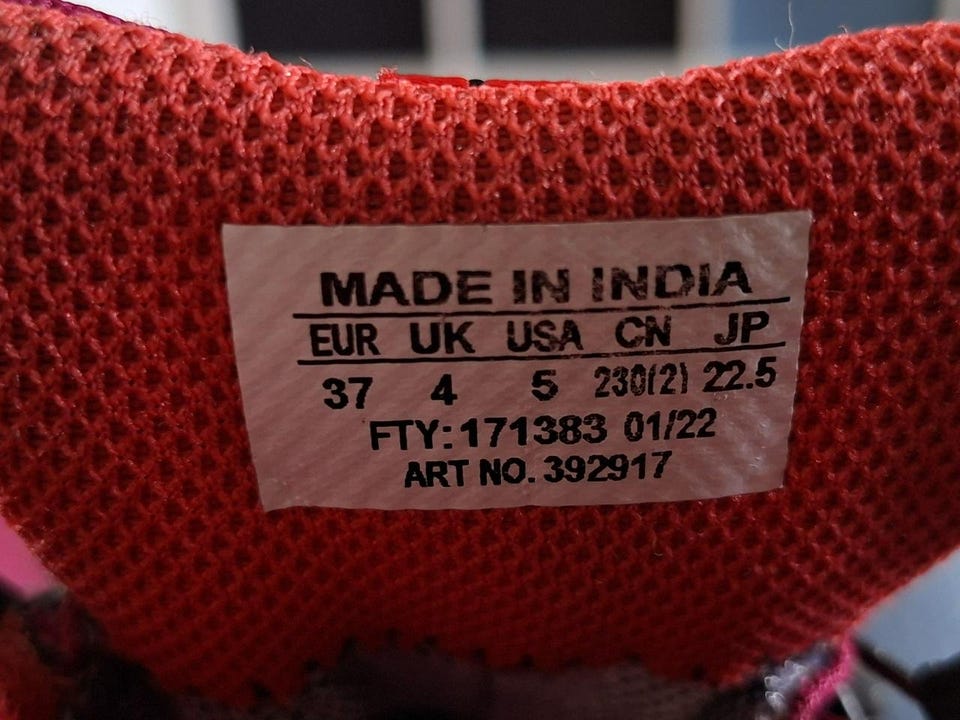 MADE IN INDIA
EUR UK USA CN JP
37 4 5 230(2) 22.5
FTY: 171383 01/22
ART NO. 392917